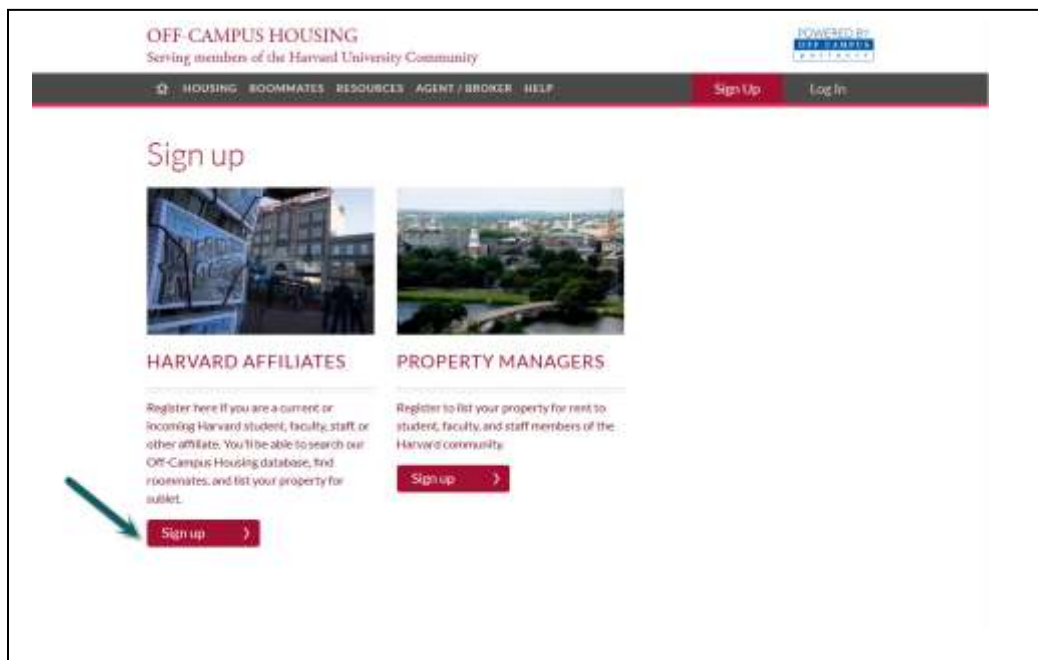 OFF-CAMPUS HOUSING
Serving members of the Harvard University Community
POWERED BY
OFF CAMPUS
partners
HOUSING ROOMMATES RESOURCES AGENT / BROKER HELP
Sign Up
Log In
Sign up
HARVARD AFFILIATES
Register here if you are a current or
incoming Harvard student, faculty, staff, or
other affiliate. You'll be able to search our
Off-Campus Housing database, find
roommates, and list your property for
sublet.
Sign up
PROPERTY MANAGERS
Register to list your property for rent to
student, faculty, and staff members of the
Harvard community.
Sign up